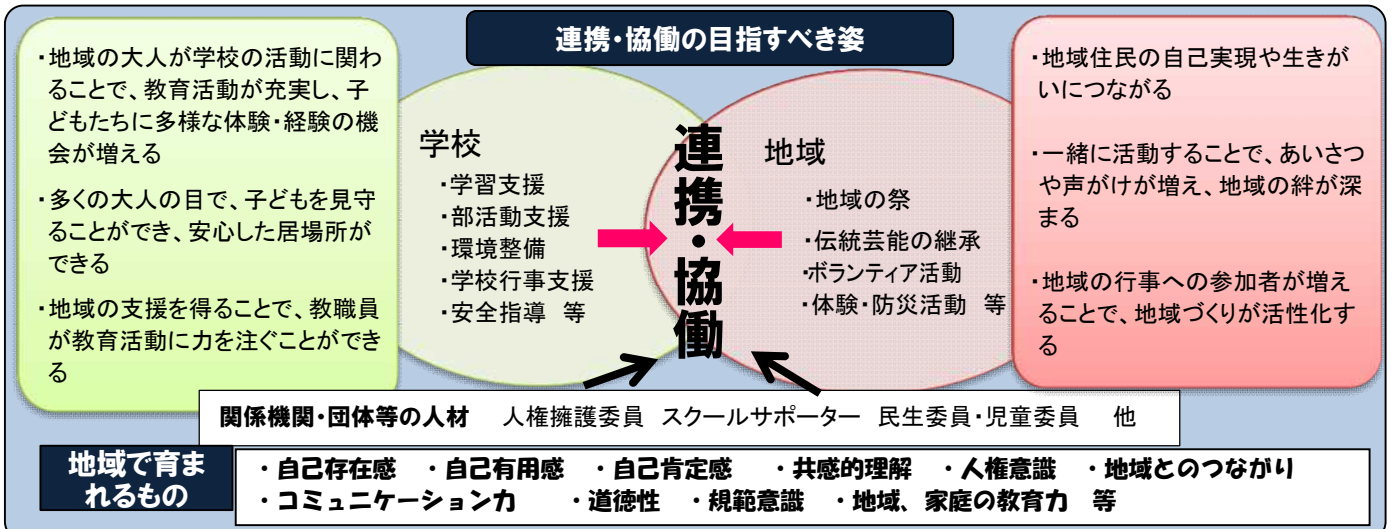 連携・協働の目指すべき姿
・地域の大人が学校の活動に関わ
ることで、教育活動が充実し、子
どもたちに多様な体験・経験の機
会が増える
・多くの大人の目で、子どもを見守
ることができ、安心した居場所が
できる
・地域の支援を得ることで、教職員
が教育活動に力を注ぐことができ
る
学校
・学習支援
・部活動支援
・環境整備
・学校行事支援
・安全指導 等
連携・協働
地域
・地域の祭
・伝統芸能の継承
・ボランティア活動
・体験・防災活動 等
・地域住民の自己実現や生きが
いにつながる
・一緒に活動することで、あいさつ
や声がけが増え、地域の絆が深
まる
・地域の行事への参加者が増え
ることで、地域づくりが活性化す
る
関係機関・団体等の人材 人権擁護委員 スクールサポーター 民生委員・児童委員 他
地域で育ま
れるもの
・自己存在感 ・自己有用感 ・自己肯定感 ・共感的理解 ・人権意識 ・地域とのつながり
・コミュニケーション力 ・道徳性 ・規範意識 ・地域、家庭の教育力 等